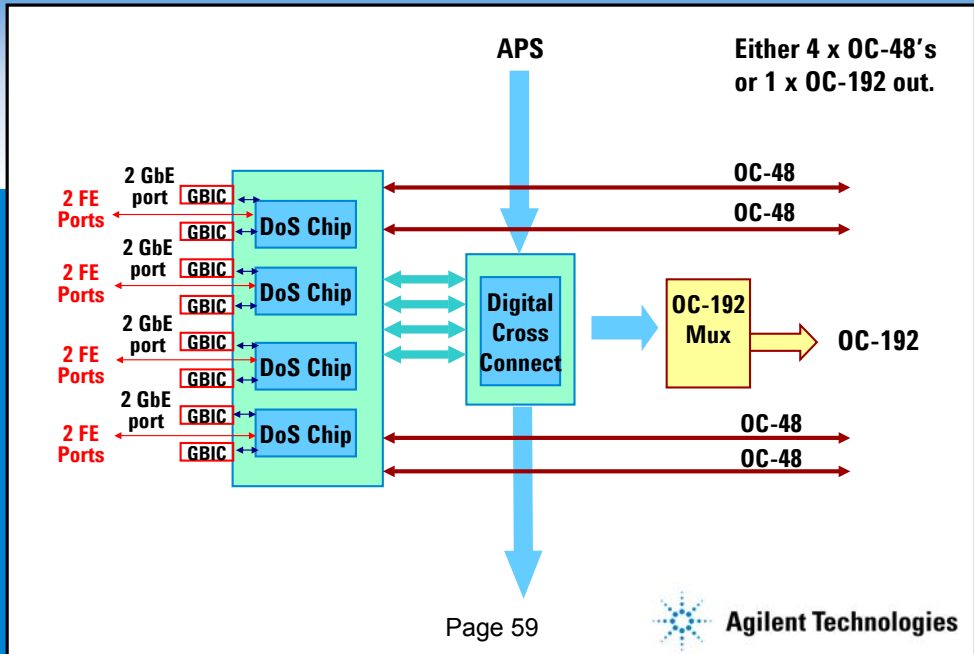 APS
Either 4 x OC-48's
or 1 x OC-192 out.
2 GbE
port
2 FE
Ports
GBIC
GBIC
DoS Chip
2 GbE
port
2 FE
Ports
GBIC
GBIC
DoS Chip
2 GbE
port
2 FE
Ports
GBIC
GBIC
DoS Chip
2 GbE
port
2 FE
Ports
GBIC
GBIC
DoS Chip
OC-48
OC-48
Digital
Cross
Connect
OC-192
Mux
OC-192
OC-48
OC-48
Page 59
Agilent Technologies